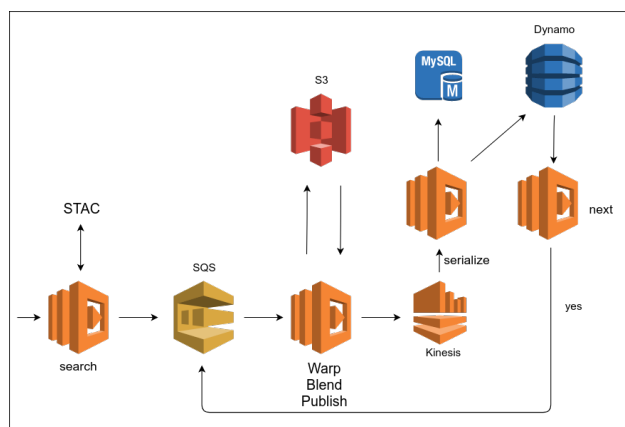 Dynamo
MySQL
M
S3
STAC
next
serialize
SQS
yes
Kinesis
search
Warp
Blend
Publish